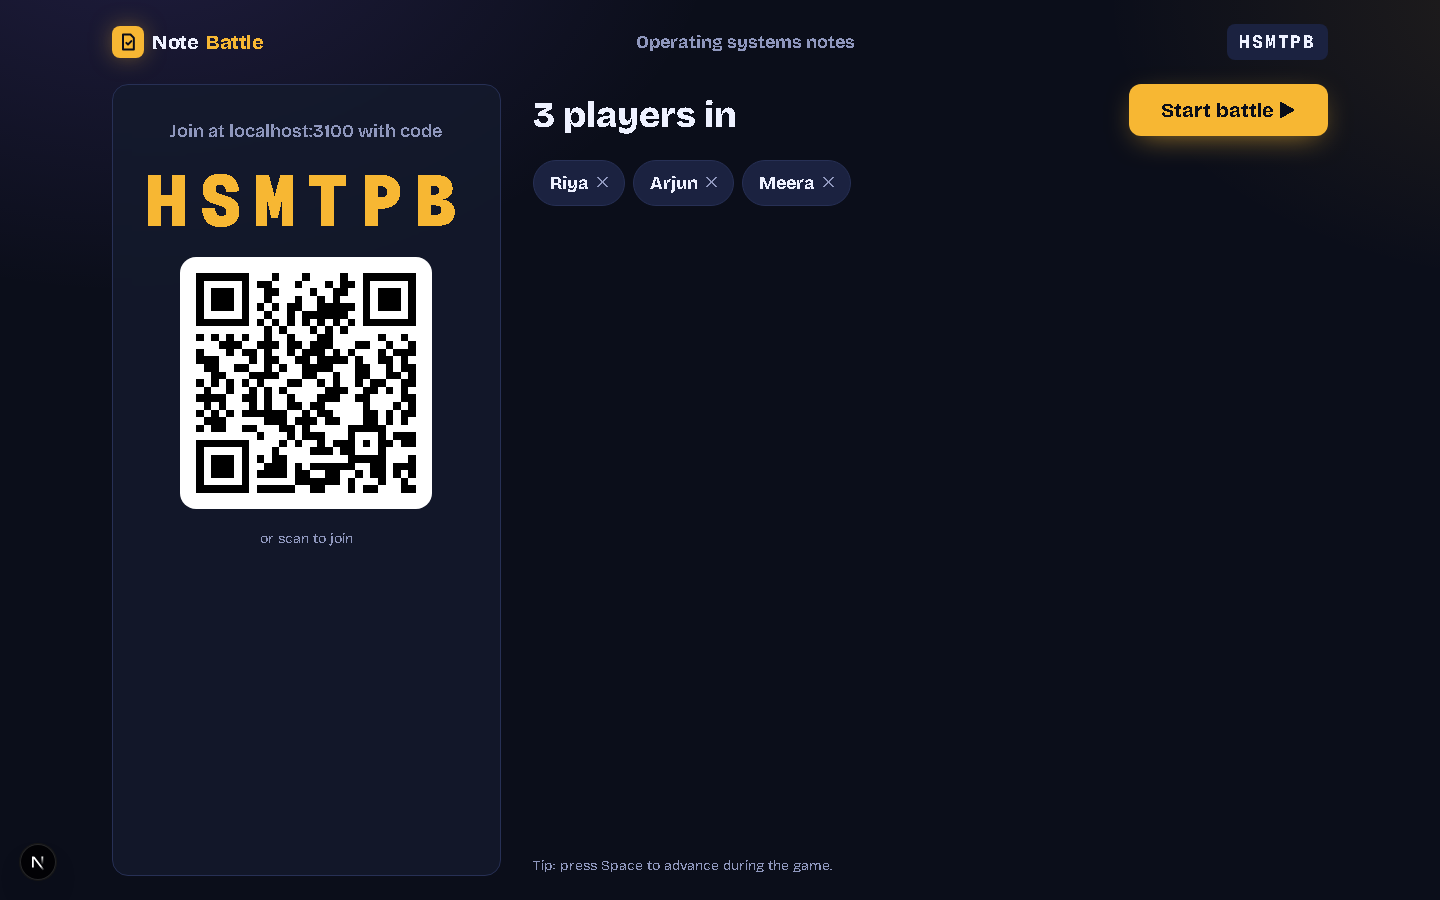 Note Battle
Operating systems notes
HSMTPB
Join at localhost:3100 with code
HSMTPB
or scan to join
3 players in
Start battle ▶
Riya ×
Arjun ×
Meera ×
Tip: press Space to advance during the game.
N